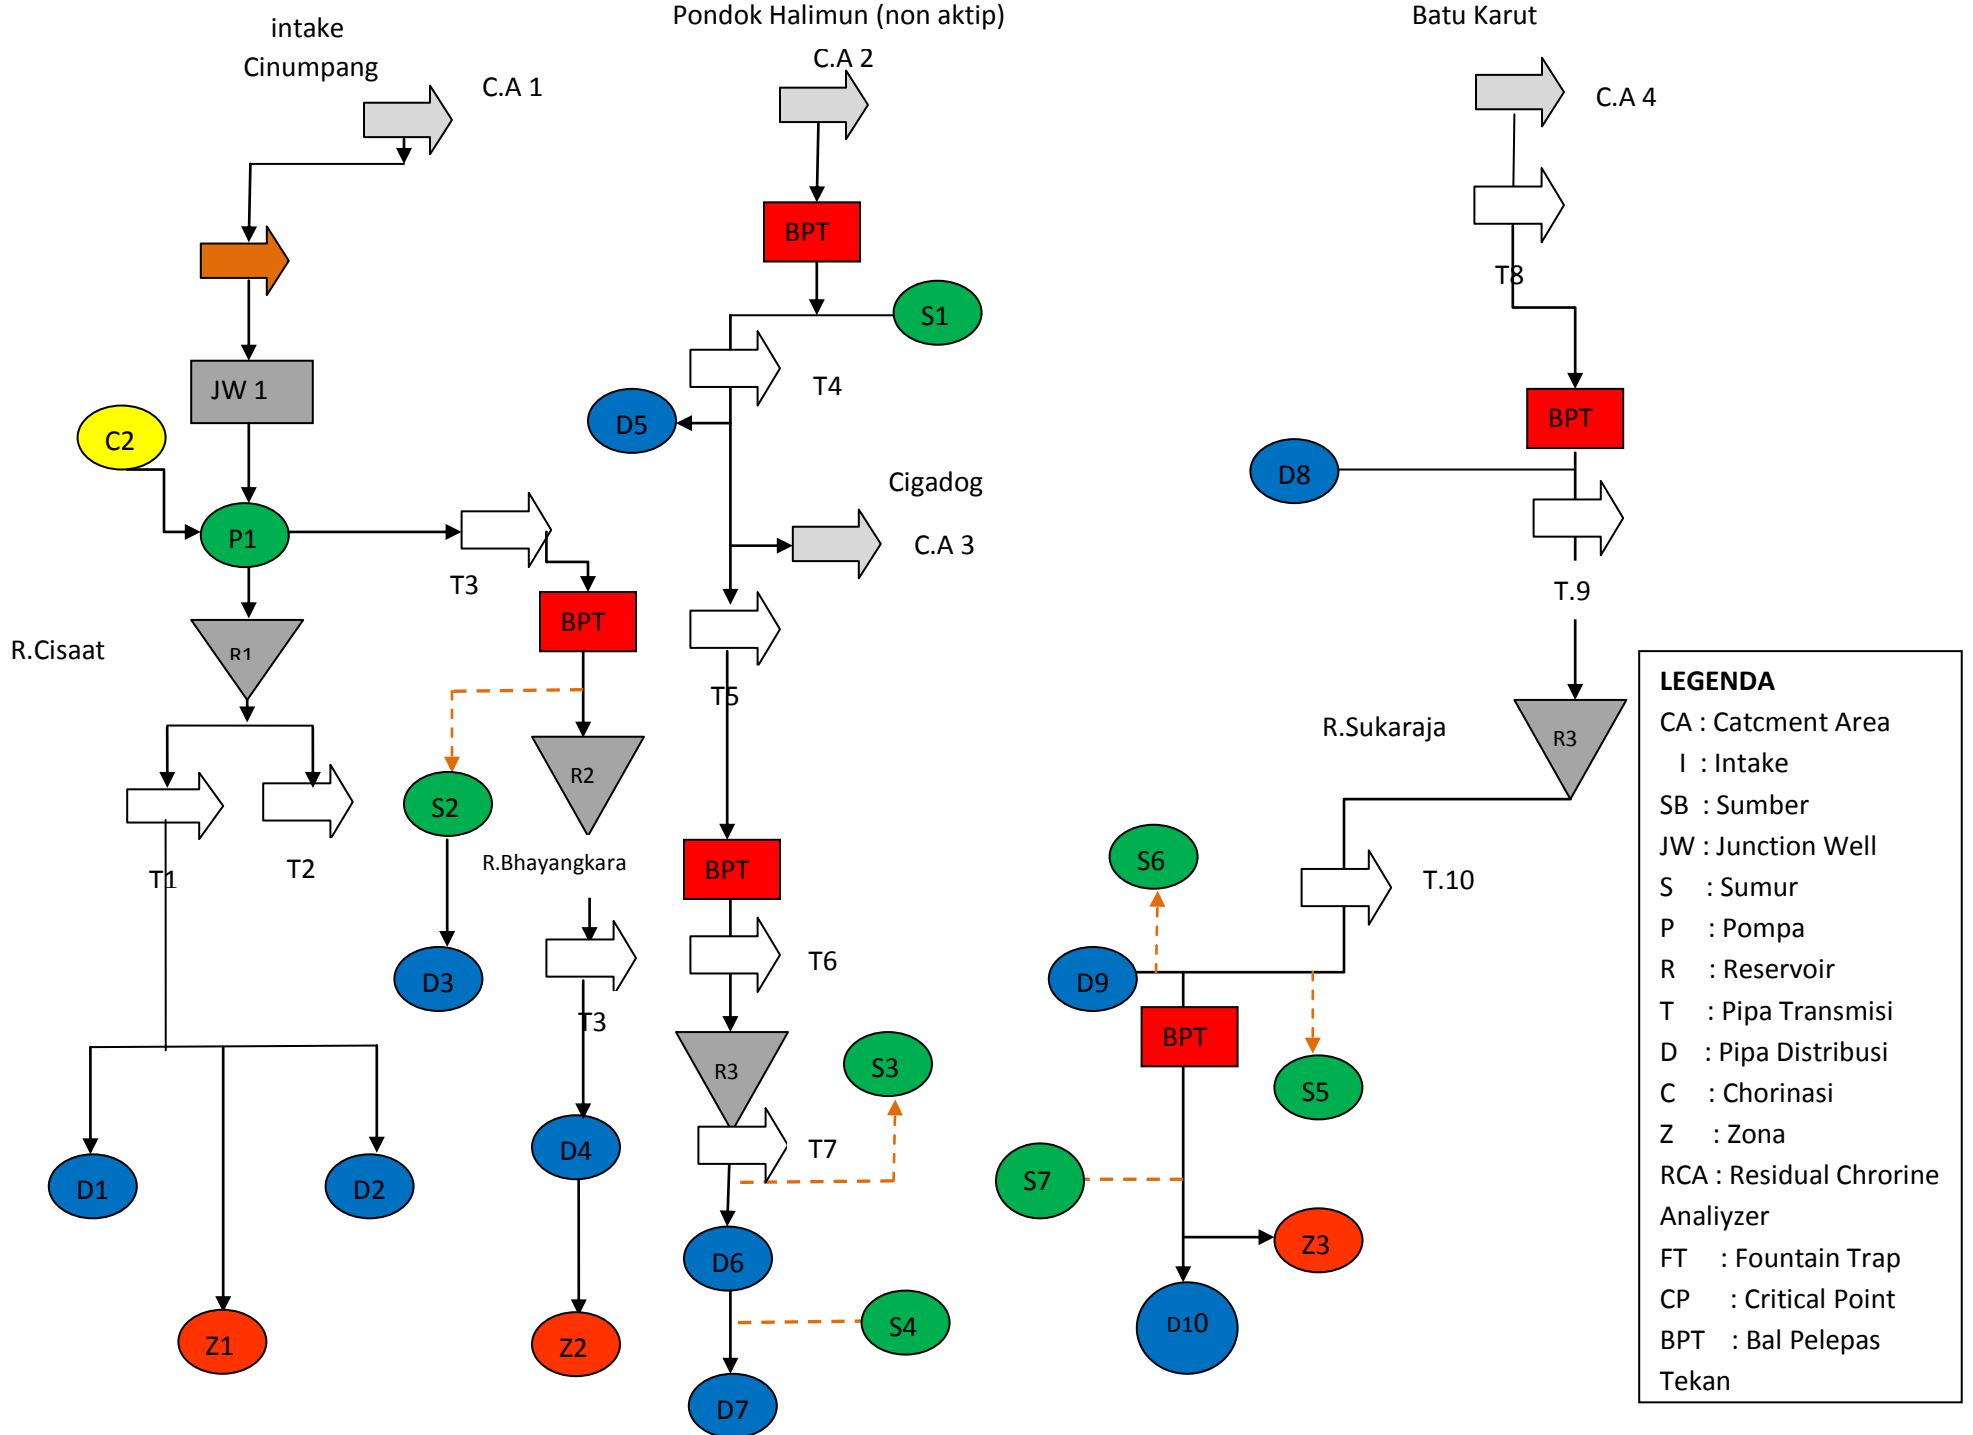 Pondok Halimun (non aktip)
Batu Karut
intake
Cinumpang
C.A 1
C.A 2
C.A 4
BPT
T8
S1
JW 1
T4
C2
D5
BPT
D8
Cigadog
C.A 3
P1
T3
T.9
BPT
R.Cisaat
R1
T5
R.Sukaraja
R3
R2
S2
T1
T2
R.Bhayangkara
BPT
S6
T.10
D3
T6
D9
T3
BPT
R3
S3
S5
D4
T7
D1
D2
S7
D6
Z3
Z1
Z2
S4
D10
D7
LEGENDA
CA : Catcment Area
I : Intake
SB : Sumber
JW : Junction Well
S : Sumur
P : Pompa
R : Reservoir
T : Pipa Transmisi
D : Pipa Distribusi
C : Chorinasi
Z : Zona
RCA : Residual Chrorine
Analiyzer
FT : Fountain Trap
CP : Critical Point
BPT : Bal Pelepas
Tekan